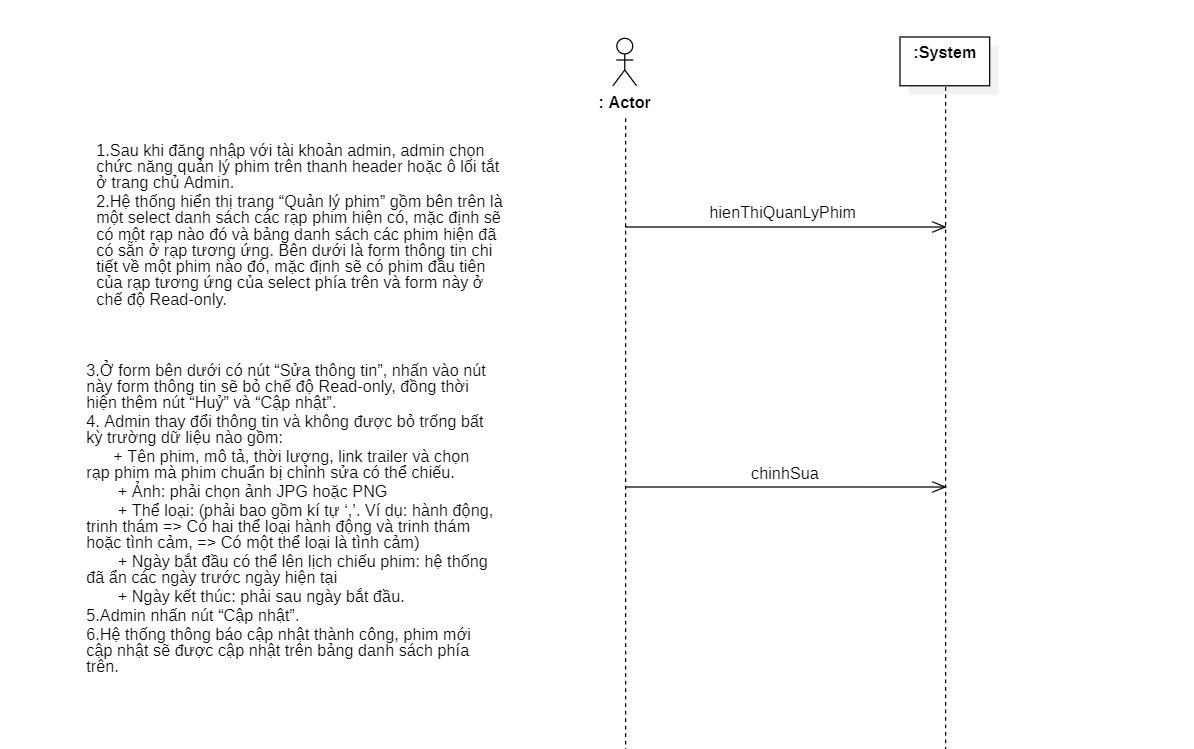 :System
: Actor
1.Sau khi đăng nhập với tài khoản admin, admin chọn
chức năng quản lý phim trên thanh header hoặc ô lối tắt
ở trang chủ Admin.
2.Hệ thống hiển thị trang “Quản lý phim” gồm bên trên là
một select danh sách các rạp phim hiện có, mặc định sẽ
có một rạp nào đó và bảng danh sách các phim hiện đã
có sẵn ở rạp tương ứng. Bên dưới là form thông tin chi
tiết về một phim nào đó, mặc định sẽ có phim đầu tiên
của rạp tương ứng của select phía trên và form này ở
chế độ Read-only.
hienThiQuanLyPhim
3.Ở form bên dưới có nút “Sửa thông tin”, nhấn vào nút
này form thông tin sẽ bỏ chế độ Read-only, đồng thời
hiện thêm nút “Huỷ” và “Cập nhật”.
4. Admin thay đổi thông tin và không được bỏ trống bất
kỳ trường dữ liệu nào gồm:
+ Tên phim, mô tả, thời lượng, link trailer và chọn
rạp phim mà phim chuẩn bị chỉnh sửa có thể chiếu.
+ Ảnh: phải chọn ảnh JPG hoặc PNG
+ Thể loại: (phải bao gồm kí tự ‘,’. Ví dụ: hành động,
trinh thám => Có hai thể loại hành động và trinh thám
hoặc tình cảm, => Có một thể loại là tình cảm)
+ Ngày bắt đầu có thể lên lịch chiếu phim: hệ thống
đã ẩn các ngày trước ngày hiện tại
+ Ngày kết thúc: phải sau ngày bắt đầu.
5.Admin nhấn nút “Cập nhật”.
6.Hệ thống thông báo cập nhật thành công, phim mới
cập nhật sẽ được cập nhật trên bảng danh sách phía
trên.
chinhSua